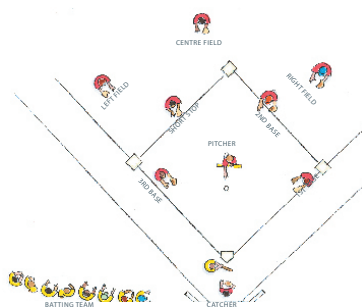 CENTRE FIELD
LEFT FIELD
RIGHT FIELD
SHORT STOP
2ND BASE
PITCHER
3RD BASE
BATTING TEAM
CATCHER